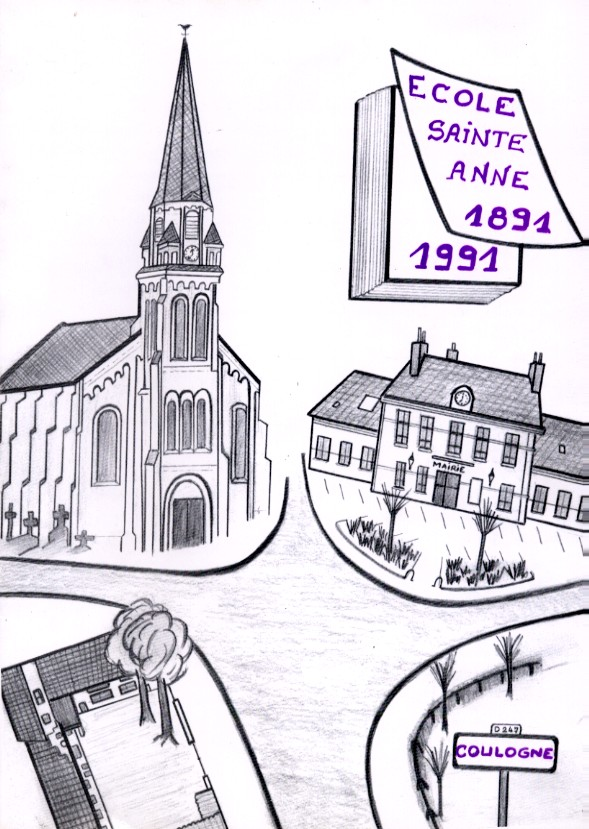 ECOLE
SAINTE
ANNE
1891
1991
MAIRIE
D 247
COULOGNE